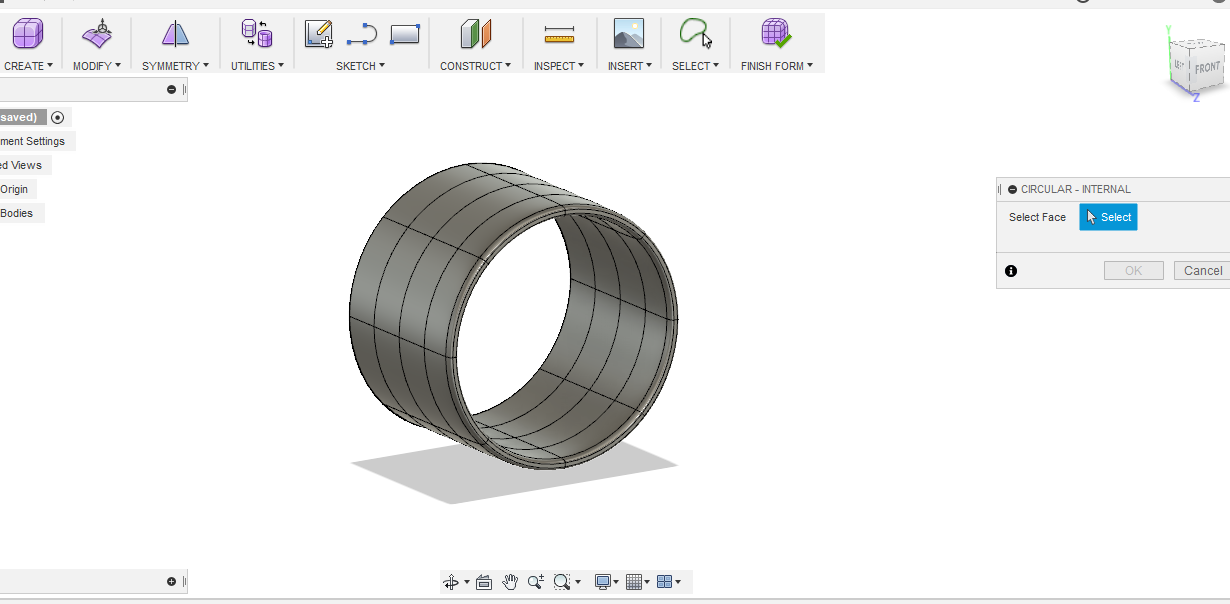 CREATE MODIFY SYMMETRY UTILITIES SKETCH CONSTRUCT INSPECT INSERT SELECT FINISH FORM
FRONT
Z
saved)
ment Settings
ed Views
Origin
Bodies
CIRCULAR - INTERNAL
Select Face Select
OK Cancel